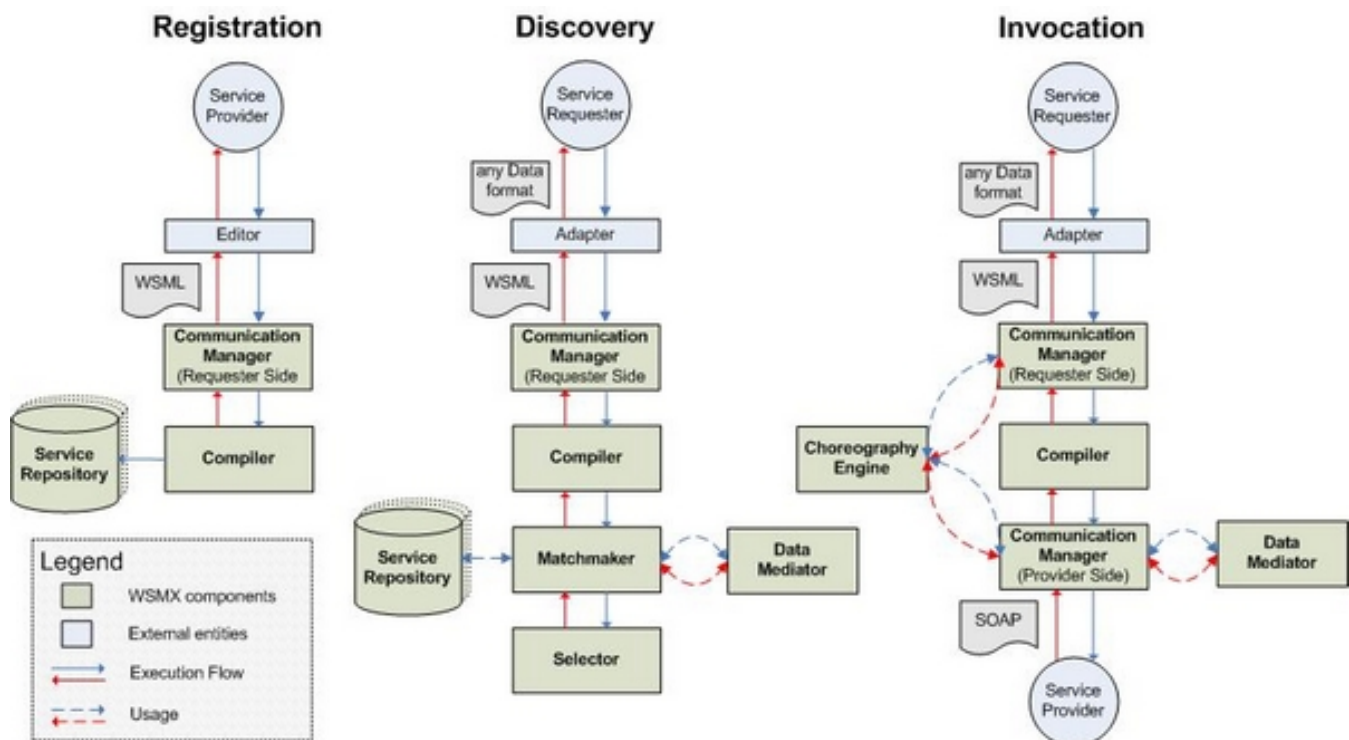 Registration
Service
Provider
Editor
WSML
Communication
Manager
(Requester Side
Service
Repository
Compiler
Legend
WSMX components
External entities
Execution Flow
Usage
Discovery
Service
Requester
any Data
format
Adapter
WSML
Communication
Manager
(Requester Side
Compiler
Service
Repository
Matchmaker
Data
Mediator
Selector
Invocation
Service
Requester
any Data
format
Adapter
WSML
Communication
Manager
(Requester Side)
Choreography
Engine
Compiler
Communication
Manager
(Provider Side)
Data
Mediator
SOAP
Service
Provider